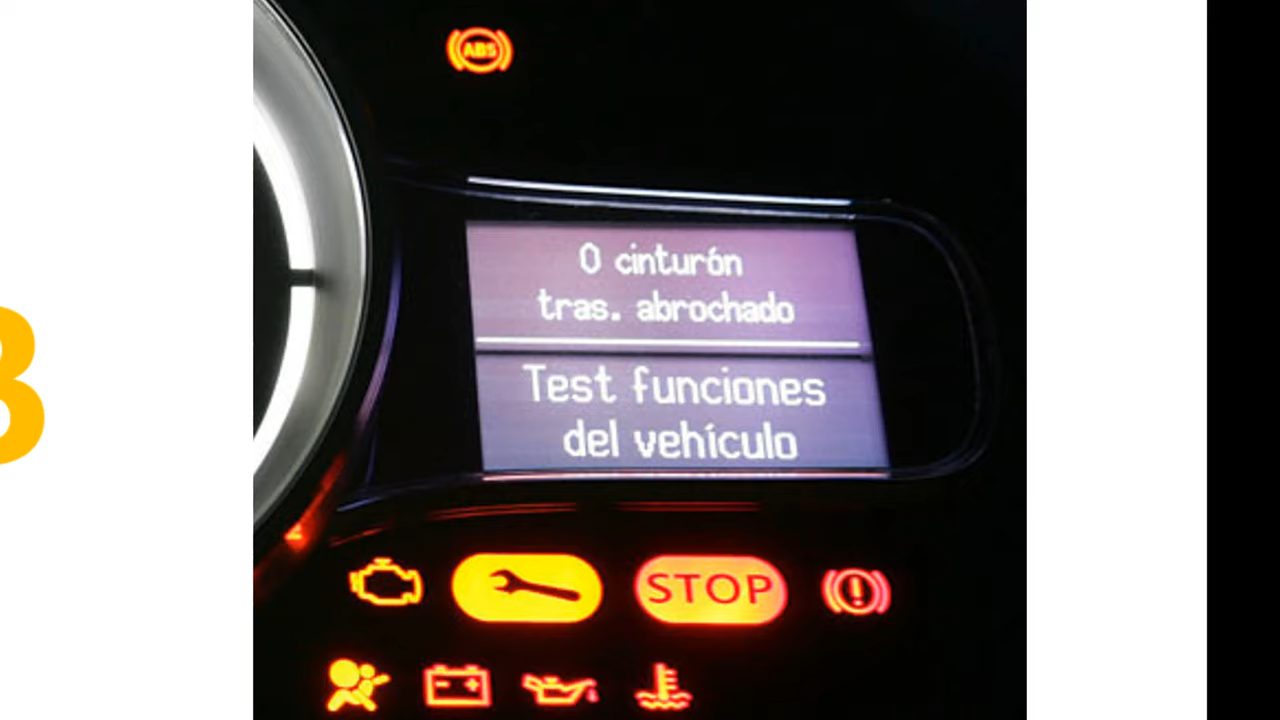 ABS
0 cinturón
tras. abrochado
Test funciones
del vehículo
STOP